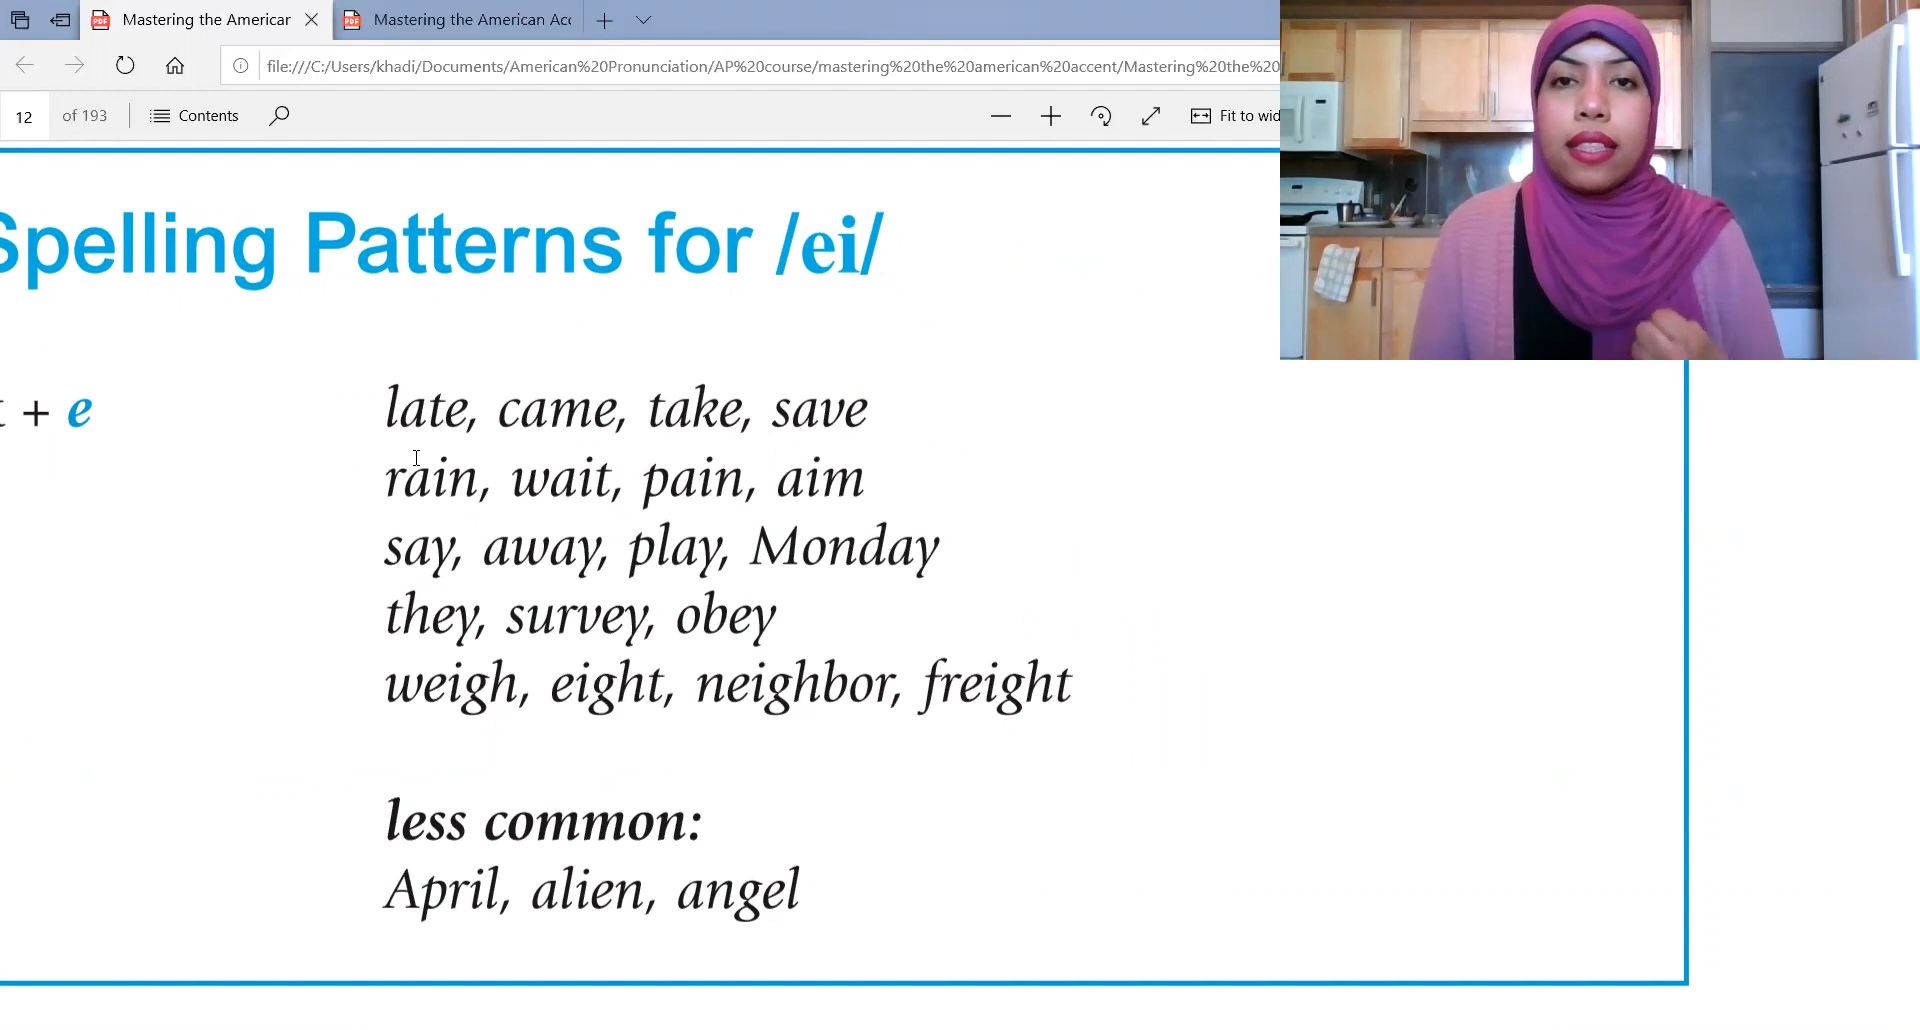 Mastering the American
Mastering the American Acc
file:///C:/Users/khadi/Documents/American%20Pronunciation/AP%20course/mastering%20the%20american%20accent/Mastering%20the%20
12 of 193 Contents Fit to wid
Spelling Patterns for /ei/
+ e late, came, take, save
rain, wait, pain, aim
say, away, play, Monday
they, survey, obey
weigh, eight, neighbor, freight
less common:
April, alien, angel